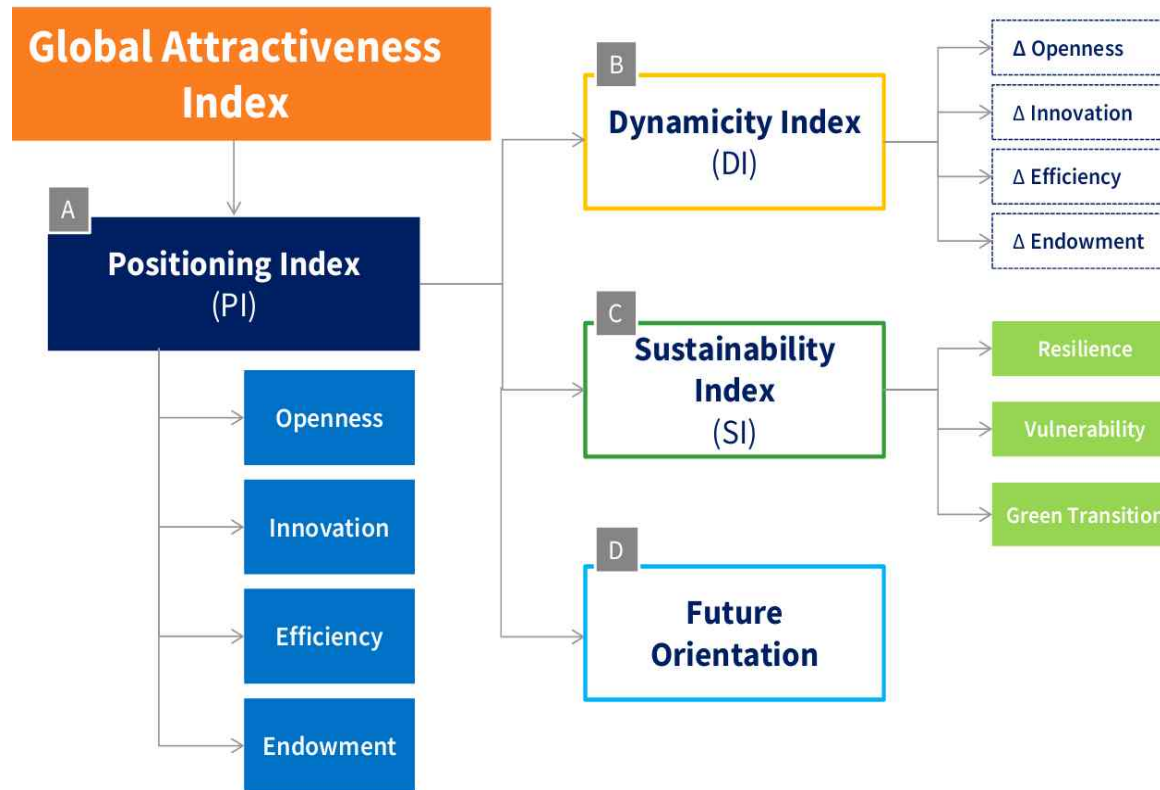 Global Attractiveness
Index
A
Positioning Index
(PI)
Openness
Innovation
Efficiency
Endowment
B
Dynamicity Index
(DI)
Δ Openness
Δ Innovation
Δ Efficiency
Δ Endowment
C
Sustainability
Index
(SI)
Resilience
Vulnerability
Green Transition
D
Future
Orientation